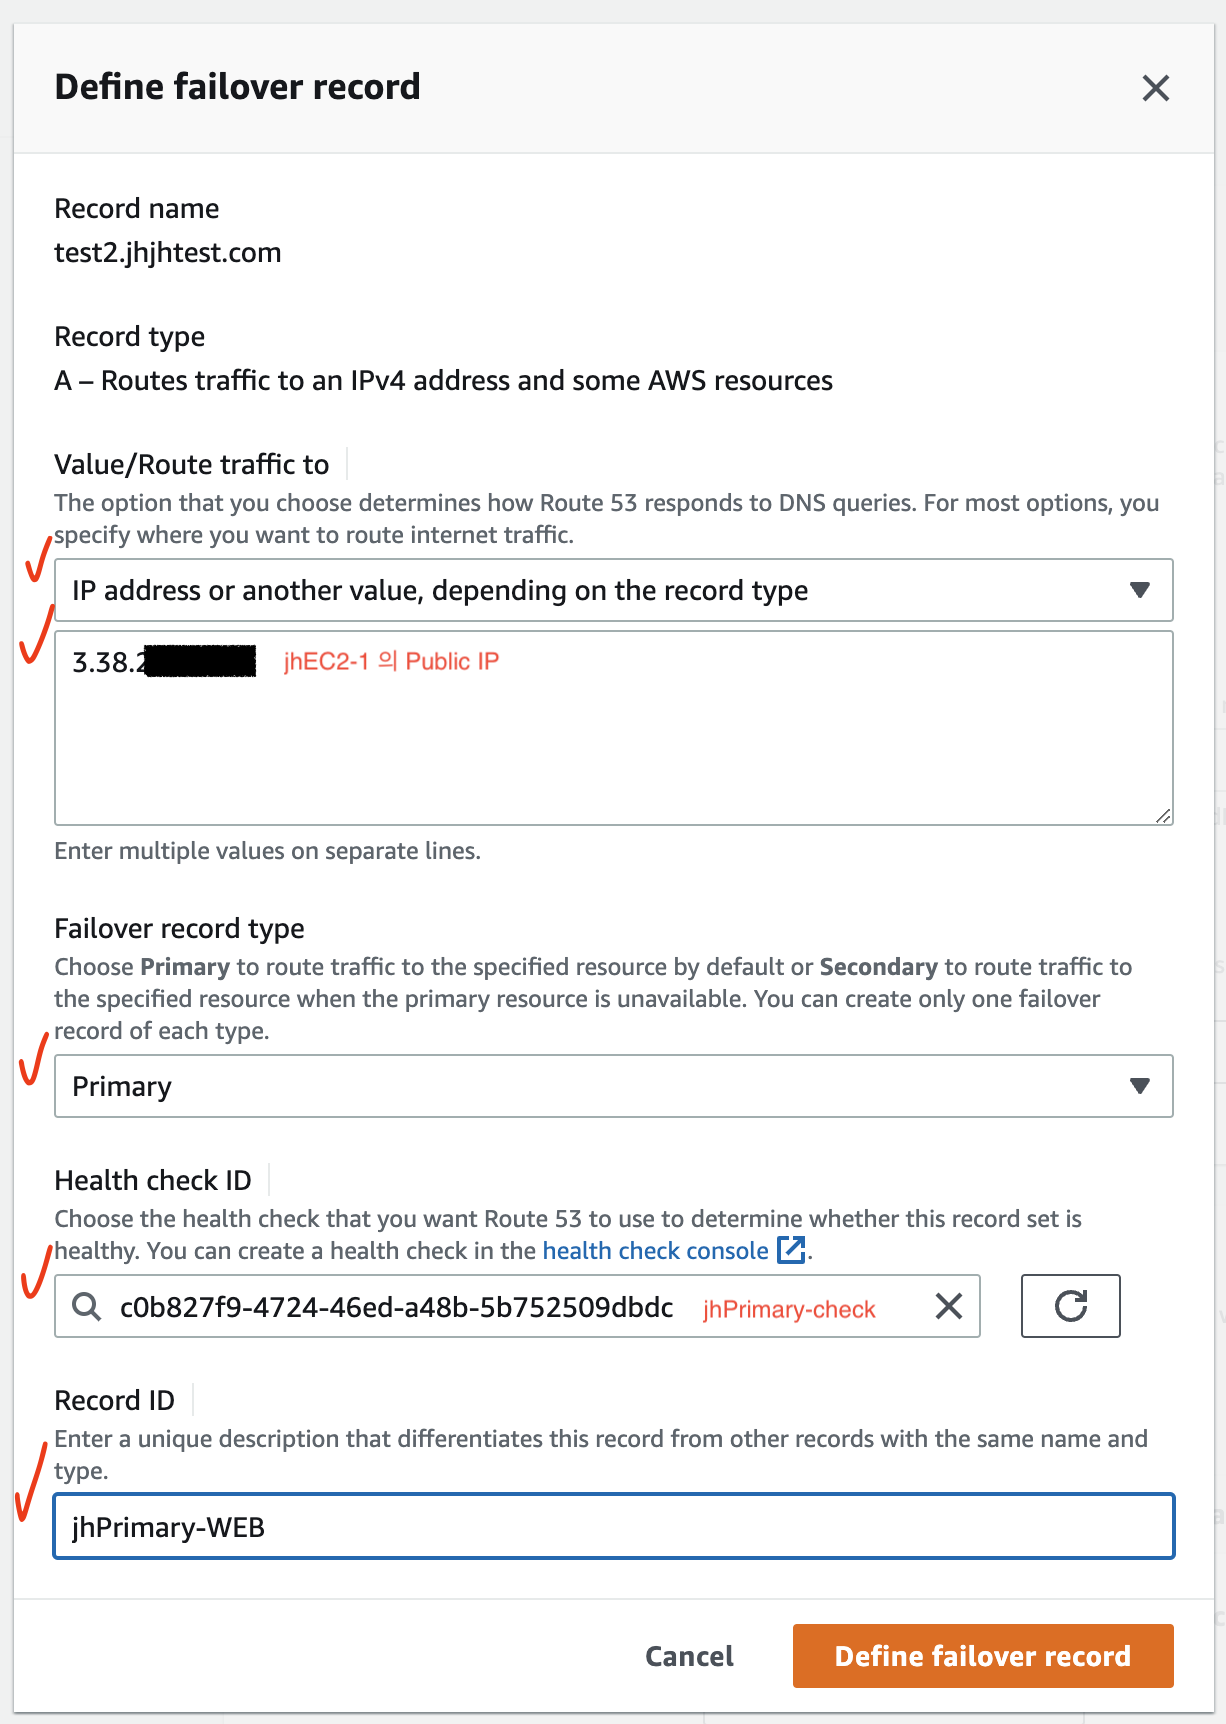 Define failover record
Record name
test2.jhjhtest.com
Record type
A – Routes traffic to an IPv4 address and some AWS resources
Value/Route traffic to
The option that you choose determines how Route 53 responds to DNS queries. For most options, you
specify where you want to route internet traffic.
IP address or another value, depending on the record type
3.38.2 jhEC2-1 의 Public IP
Enter multiple values on separate lines.
Failover record type
Choose Primary to route traffic to the specified resource by default or Secondary to route traffic to
the specified resource when the primary resource is unavailable. You can create only one failover
record of each type.
Primary
Health check ID
Choose the health check that you want Route 53 to use to determine whether this record set is
healthy. You can create a health check in the health check console .
c0b827f9-4724-46ed-a48b-5b752509dbdc jhPrimary-check
Record ID
Enter a unique description that differentiates this record from other records with the same name and
type.
jhPrimary-WEB
Cancel Define failover record